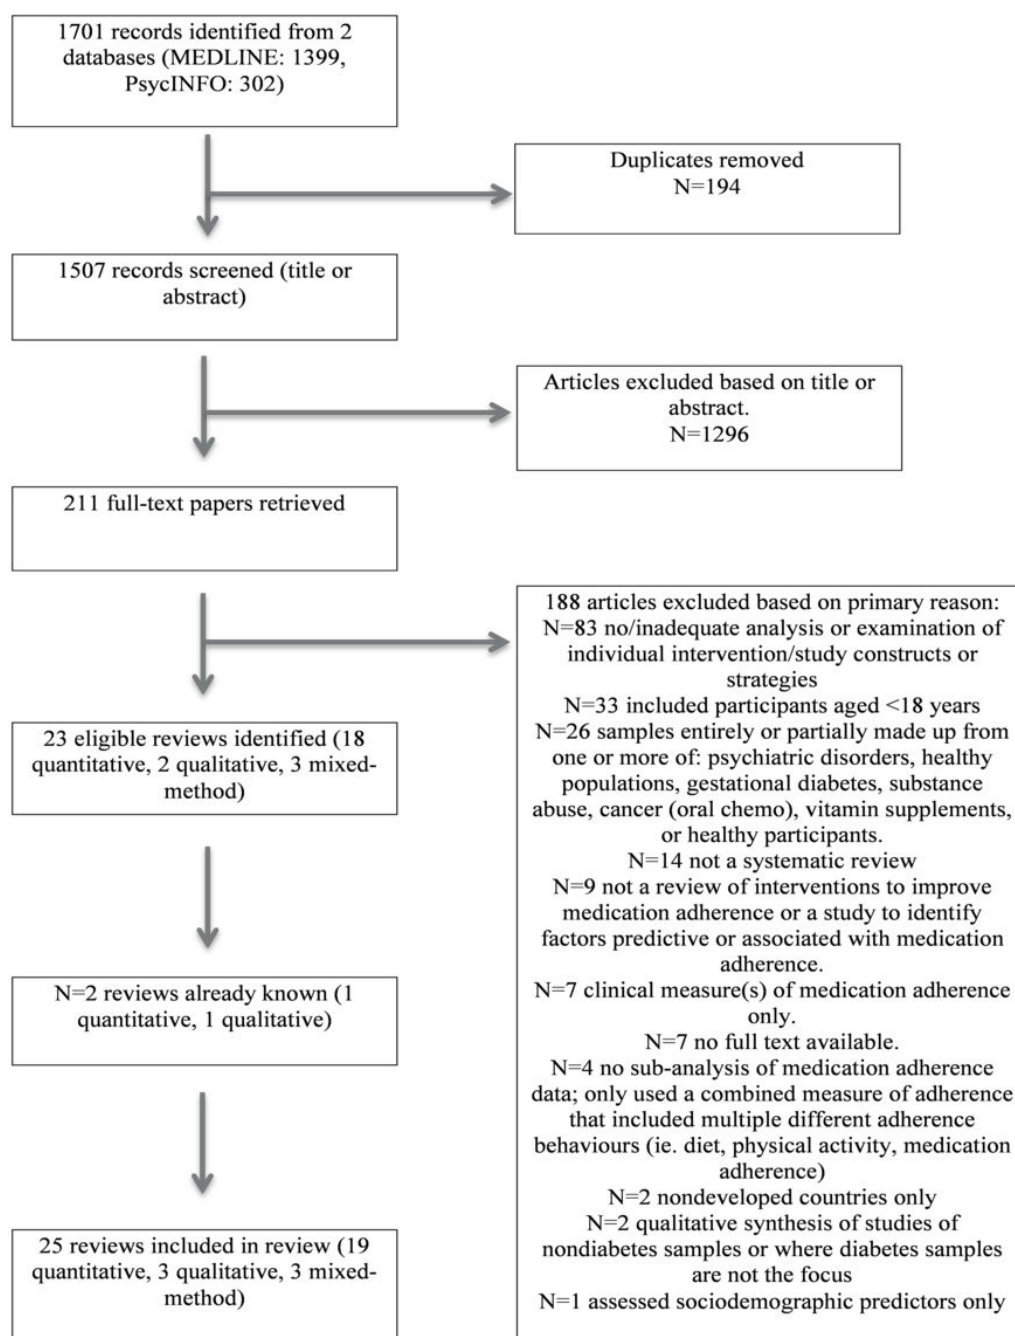 1701 records identified from 2
databases (MEDLINE: 1399,
PsycINFO: 302)
Duplicates removed
N=194
1507 records screened (title or
abstract)
Articles excluded based on title or
abstract.
N=1296
211 full-text papers retrieved
188 articles excluded based on primary reason:
N=83 no/inadequate analysis or examination of
individual intervention/study constructs or
strategies
N=33 included participants aged <18 years
N=26 samples entirely or partially made up from
one or more of: psychiatric disorders, healthy
populations, gestational diabetes, substance
abuse, cancer (oral chemo), vitamin supplements,
or healthy participants.
N=14 not a systematic review
N=9 not a review of interventions to improve
medication adherence or a study to identify
factors predictive or associated with medication
adherence.
N=7 clinical measure(s) of medication adherence
only.
N=7 no full text available.
N=4 no sub-analysis of medication adherence
data; only used a combined measure of adherence
that included multiple different adherence
behaviours (ie. diet, physical activity, medication
adherence)
N=2 nondeveloped countries only
N=2 qualitative synthesis of studies of
nondiabetes samples or where diabetes samples
are not the focus
N=1 assessed sociodemographic predictors only
23 eligible reviews identified (18
quantitative, 2 qualitative, 3 mixed-
method)
N=2 reviews already known (1
quantitative, 1 qualitative)
25 reviews included in review (19
quantitative, 3 qualitative, 3 mixed-
method)